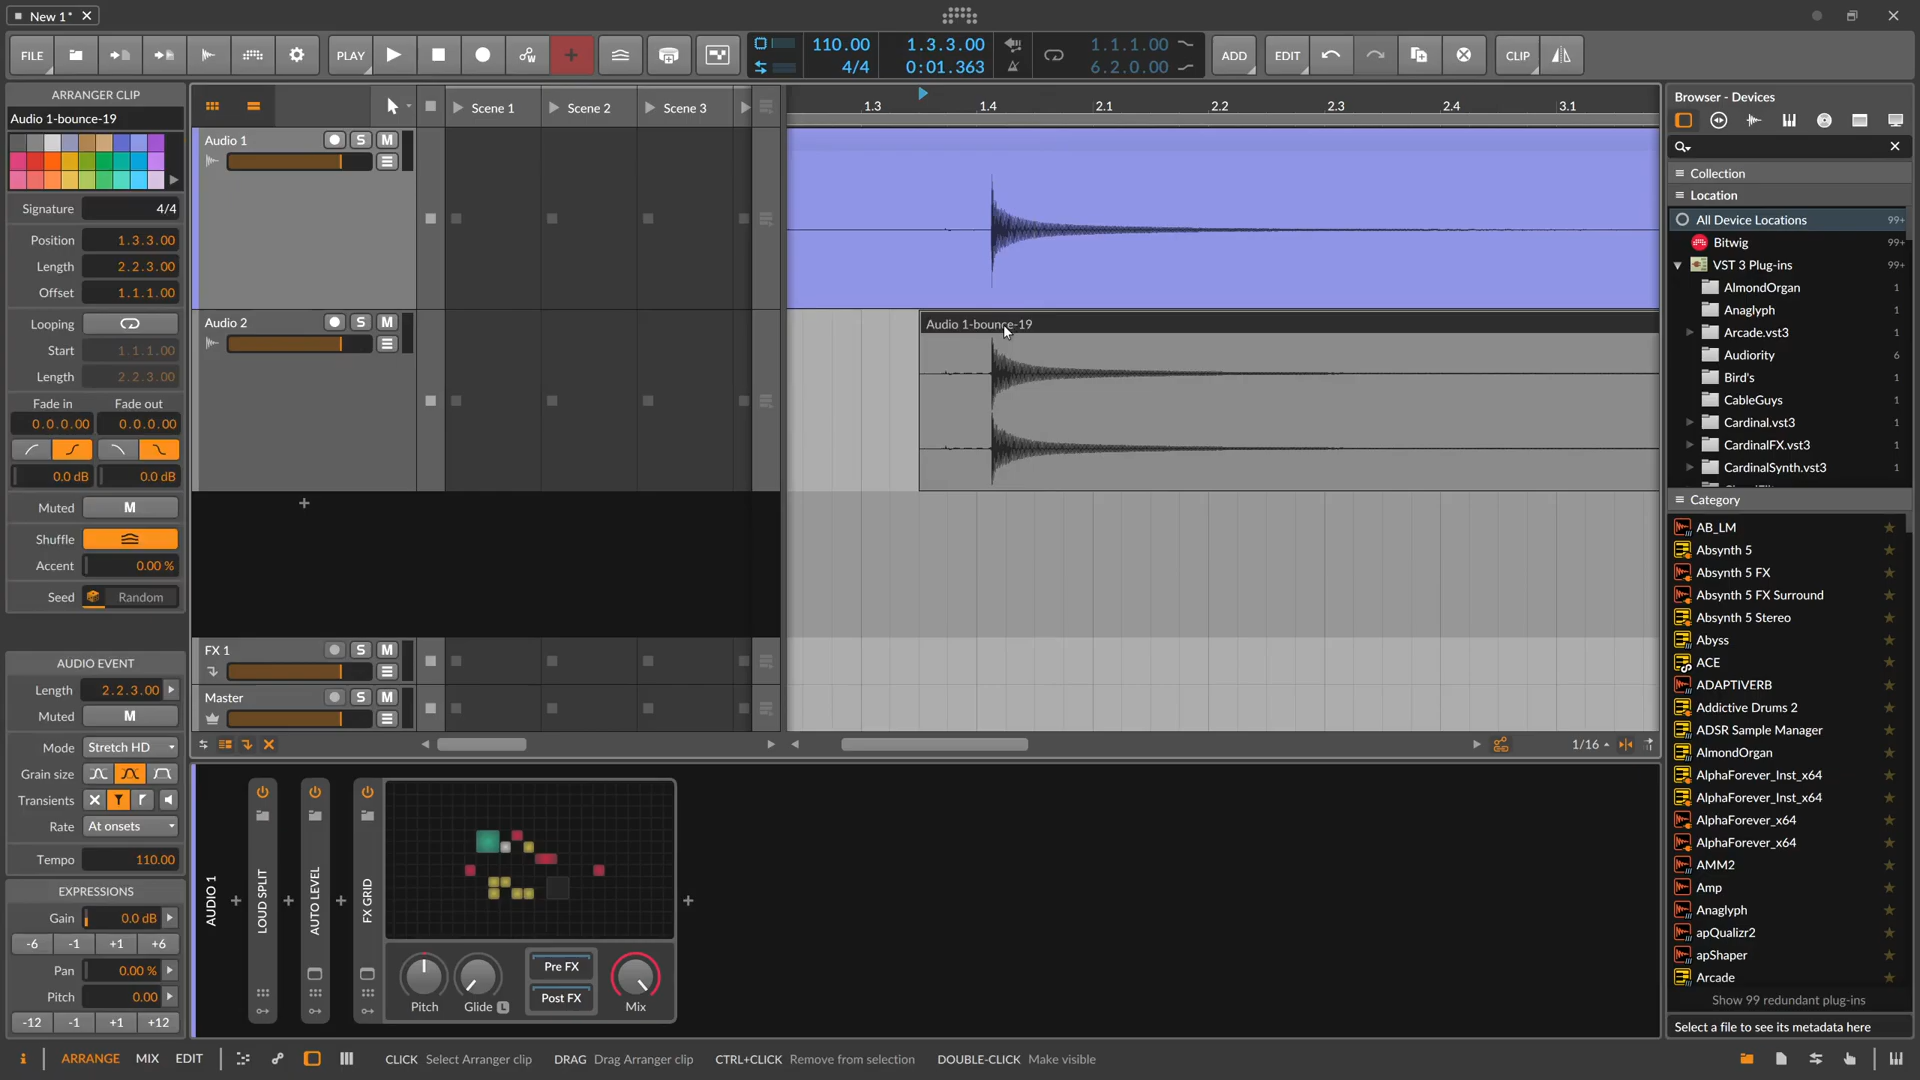 New 1*
FILE
PLAY
110.00
4/4
1.3.3.00
0:01.363
1.1.1.00
6.2.0.00
ADD
EDIT
CLIP
ARRANGER CLIP
Audio 1-bounce-19
Signature 4/4
Position 1.3.3.00
Length 2.2.3.00
Offset 1.1.1.00
Looping
Start 1.1.1.00
Length 2.2.3.00
Fade in Fade out
0.0.0.00 0.0.0.00
0.0 dB 0.0 dB
Muted M
Shuffle
Accent 0.00 %
Seed Random
AUDIO EVENT
Length 2.2.3.00
Muted M
Mode Stretch HD
Grain size
Transients
Rate At onsets
Tempo 110.00
EXPRESSIONS
Gain 0.0 dB
-6 -1 +1 +6
Pan 0.00 %
Pitch 0.00
-12 -1 +1 +12
Scene 1 Scene 2 Scene 3
Audio 1 S M
Audio 2 S M
FX 1 S M
Master S M
1.3 1.4 2.1 2.2 2.3 2.4 3.1
Audio 1-bounce-19
1/16
AUDIO 1
LOUD SPLIT
AUTO LEVEL
FX GRID
Pitch
Glide L
Pre FX
Post FX
Mix
Browser - Devices
Collection
Location
All Device Locations 99+
Bitwig 99+
VST 3 Plug-ins 99+
AlmondOrgan 1
Anaglyph 1
Arcade.vst3 1
Audiority 6
Bird's 1
CableGuys 1
Cardinal.vst3 1
CardinalFX.vst3 1
CardinalSynth.vst3 1
Category
AB_LM
Absynth 5
Absynth 5 FX
Absynth 5 FX Surround
Absynth 5 Stereo
Abyss
ACE
ADAPTIVERB
Addictive Drums 2
ADSR Sample Manager
AlmondOrgan
AlphaForever_Inst_x64
AlphaForever_Inst_x64
AlphaForever_x64
AlphaForever_x64
AMM2
Amp
Anaglyph
apQualizr2
apShaper
Arcade
Show 99 redundant plug-ins
Select a file to see its metadata here
ARRANGE MIX EDIT
CLICK Select Arranger clip DRAG Drag Arranger clip CTRL+CLICK Remove from selection DOUBLE-CLICK Make visible